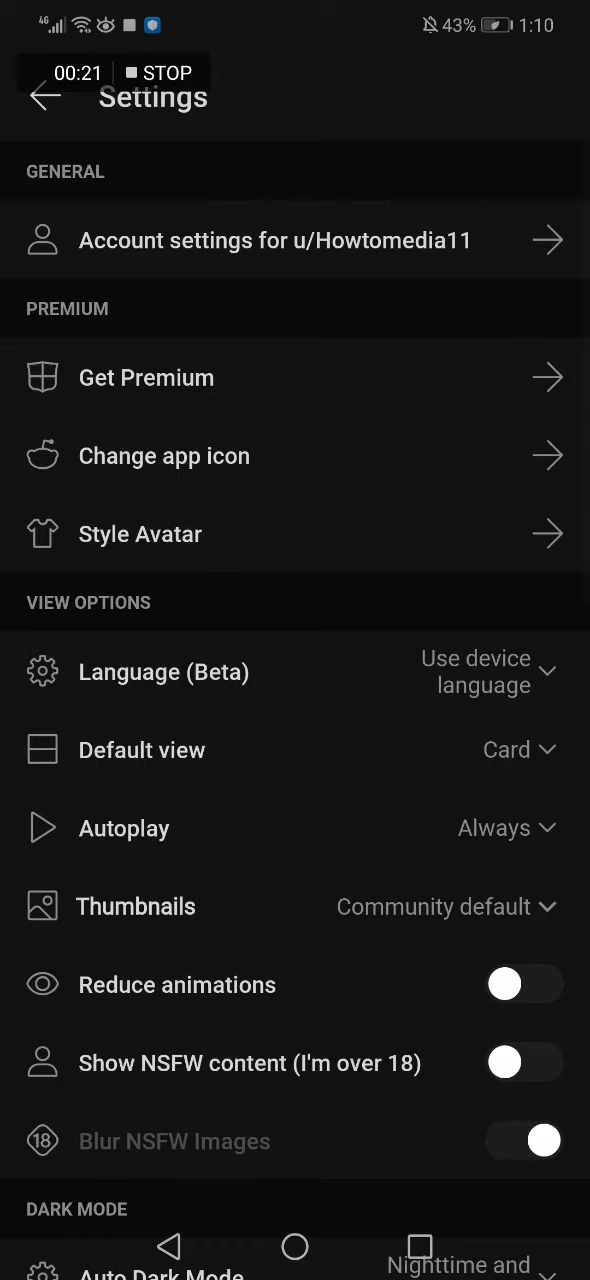 4G 43% 1:10
00:21 STOP
Settings
GENERAL
Account settings for u/Howtomedia11
PREMIUM
Get Premium
Change app icon
Style Avatar
VIEW OPTIONS
Language (Beta) Use device
language
Default view Card
Autoplay Always
Thumbnails Community default
Reduce animations
Show NSFW content (I'm over 18)
18 Blur NSFW Images
DARK MODE
Auto Dark Mode Nighttime and